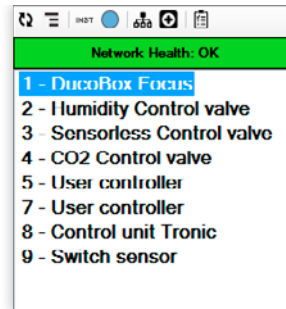 INST
Network Health: OK
1 - DucoBox Focus
2 - Humidity Control valve
3 - Sensorless Control valve
4 - CO2 Control valve
5 - User controller
7 - User controller
8 - Control unit Tronic
9 - Switch sensor